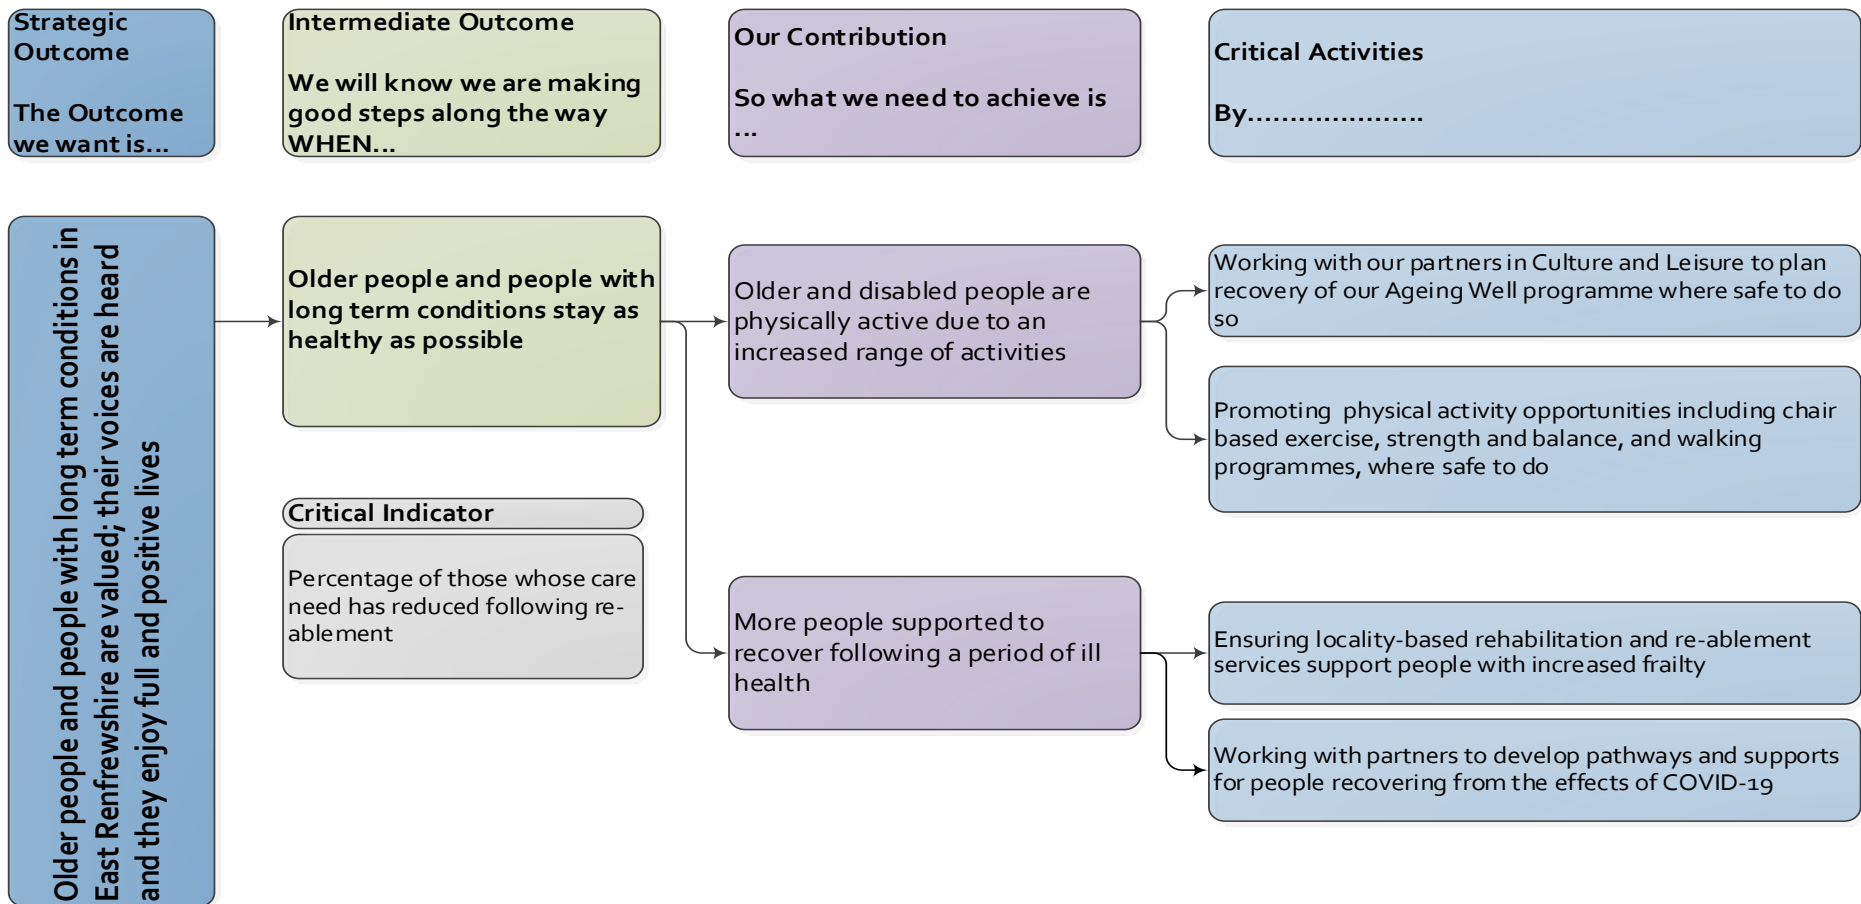 Strategic
Outcome
The Outcome
we want is...
Intermediate Outcome
We will know we are making
good steps along the way
WHEN...
Our Contribution
So what we need to achieve is
...
Critical Activities
By.....................
Older people and people with long term conditions in
East Renfrewshire are valued; their voices are heard
and they enjoy full and positive lives
Older people and people with
long term conditions stay as
healthy as possible
Critical Indicator
Percentage of those whose care
need has reduced following re-
ablement
Older and disabled people are
physically active due to an
increased range of activities
More people supported to
recover following a period of ill
health
Working with our partners in Culture and Leisure to plan
recovery of our Ageing Well programme where safe to do
so
Promoting  physical activity opportunities including chair
based exercise, strength and balance, and walking
programmes, where safe to do
Ensuring locality-based rehabilitation and re-ablement
services support people with increased frailty
Working with partners to develop pathways and supports
for people recovering from the effects of COVID-19